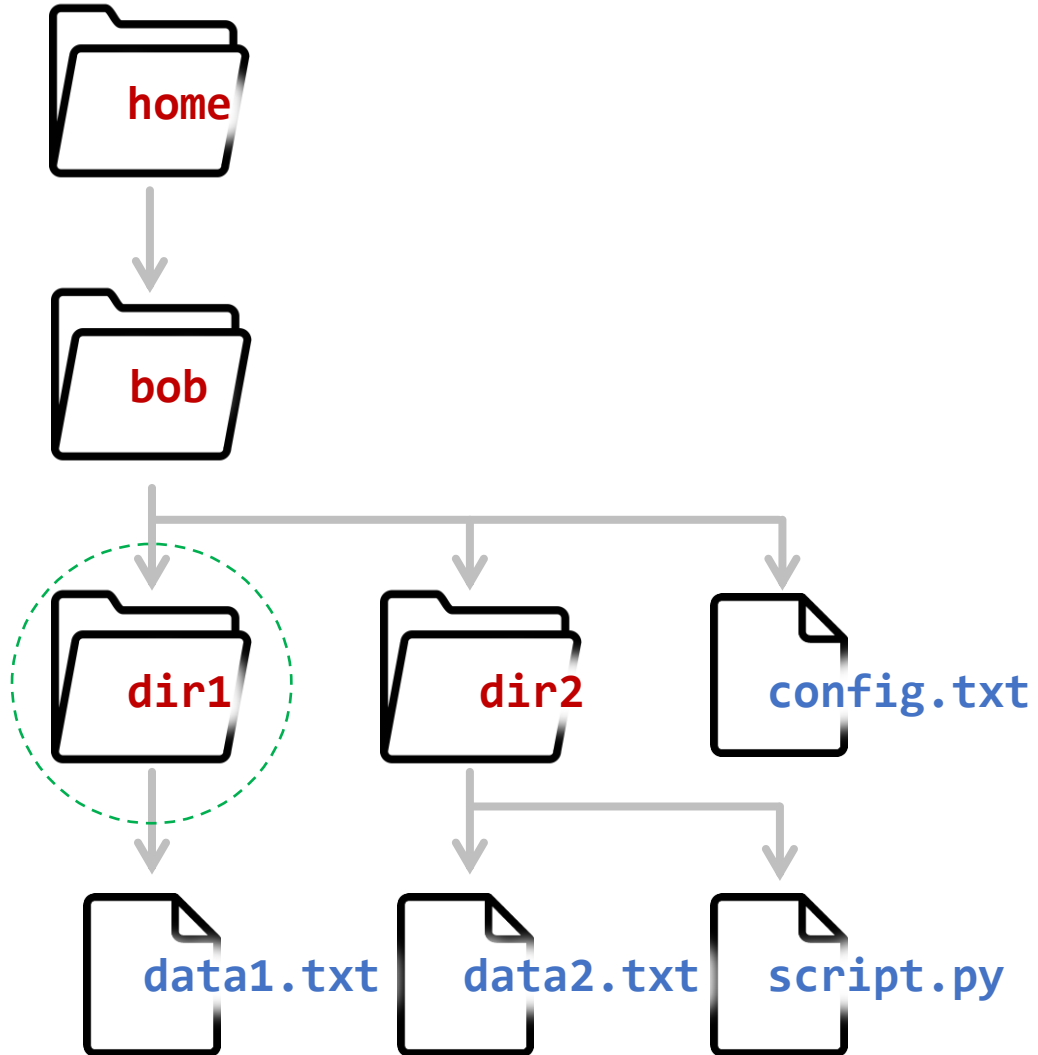 home
bob
dir1
dir2
config.txt
data1.txt
data2.txt
script.py